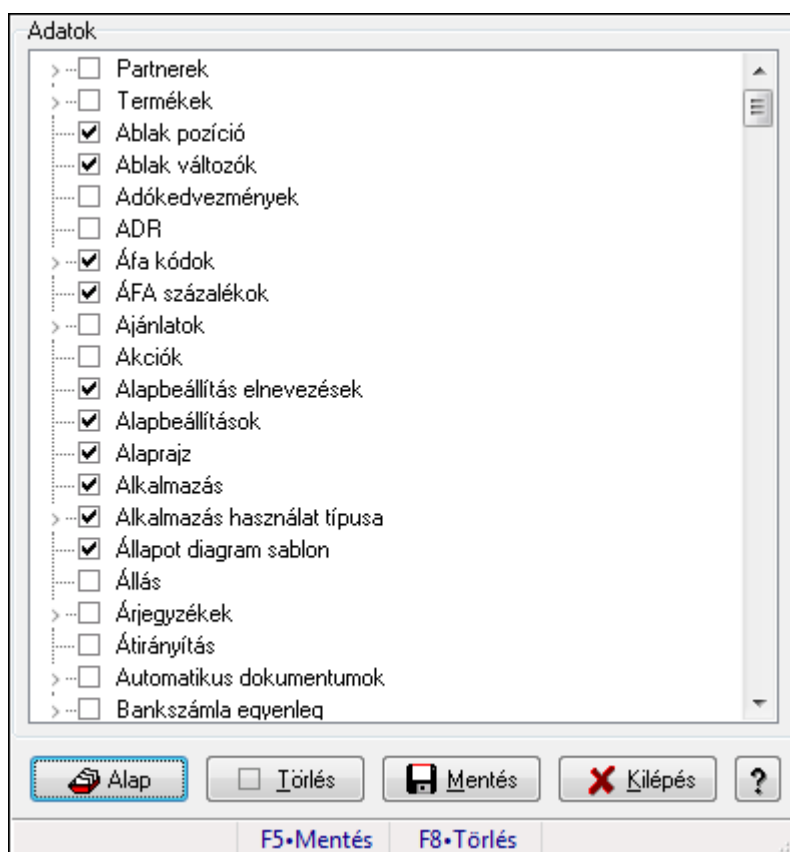 Adatok
Partnerek
Termékek
Ablak pozíció
Ablak változók
Adókedvezmények
ADR
Áfa kódok
ÁFA százalékok
Ajánlatok
Akciók
Alapbeállítás elnevezések
Alapbeállítások
Alaprajz
Alkalmazás
Alkalmazás használat típusa
Állapot diagram sablon
Állás
Árjegyzékek
Átirányítás
Automatikus dokumentumok
Bankszámla egyenleg
Alap Törlés Mentés Kilépés ?
F5•Mentés F8•Törlés